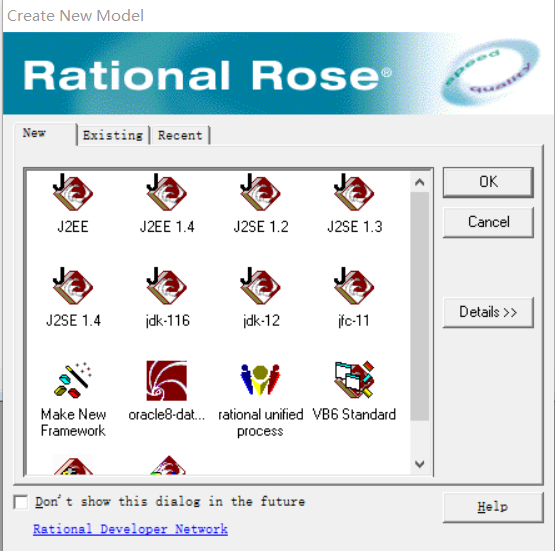 Create New Model
Rational Rose®
speed
quality
New
Existing
Recent
J2EE
J2EE 1.4
J2SE 1.2
J2SE 1.3
J2SE 1.4
jdk-116
jdk-12
jfc-11
Make New
Framework
oracle8-dat...
rational unified
process
VB6 Standard
OK
Cancel
Details >>
Don't show this dialog in the future
Help
Rational Developer Network